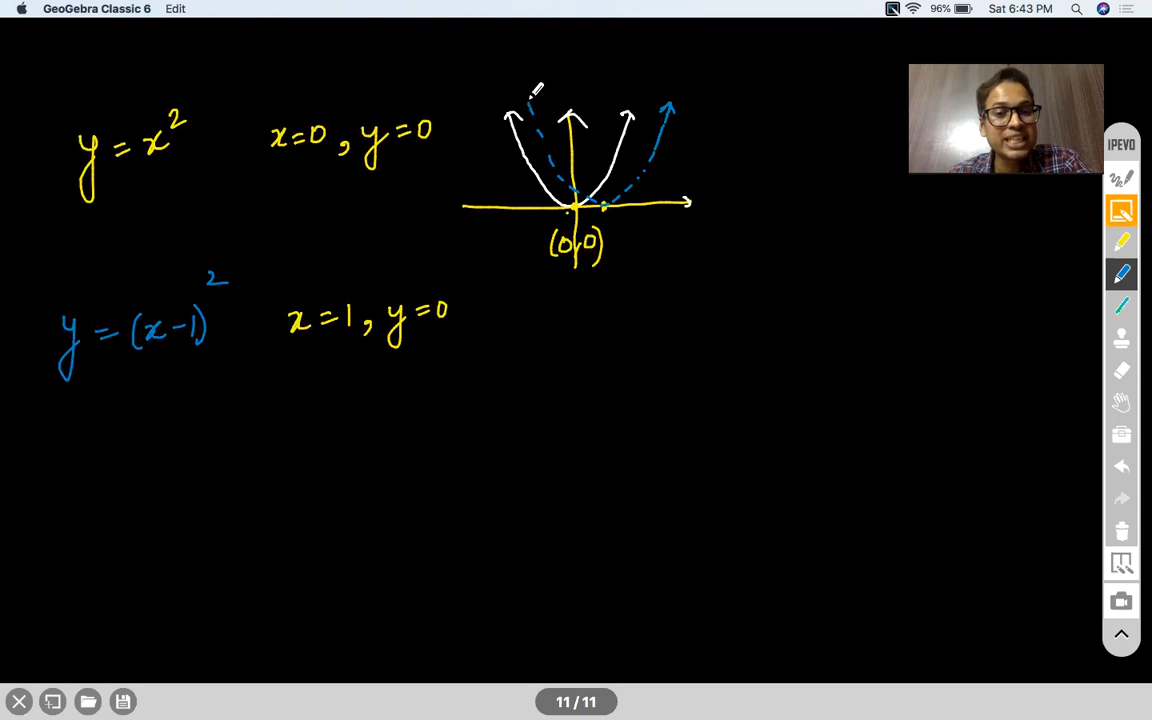 GeoGebra Classic 6 Edit 96% Sat 6:43 PM
y = x² x=0, y=0
IPEVO
(0,0)
y = (x-1)² x=1, y=0
11 / 11